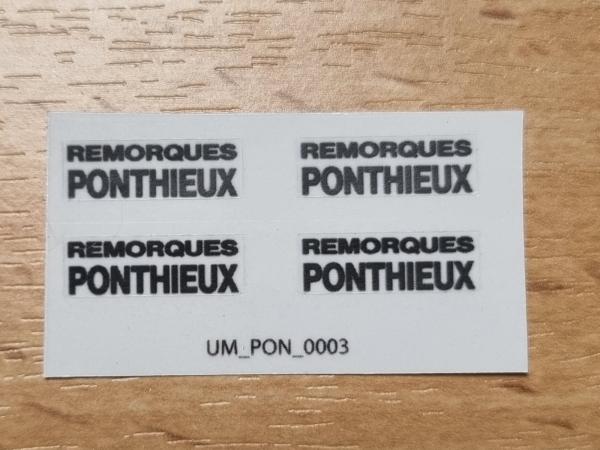 REMORQUES
PONTHIEUX
REMORQUES
PONTHIEUX
REMORQUES
PONTHIEUX
REMORQUES
PONTHIEUX
UM_PON_0003